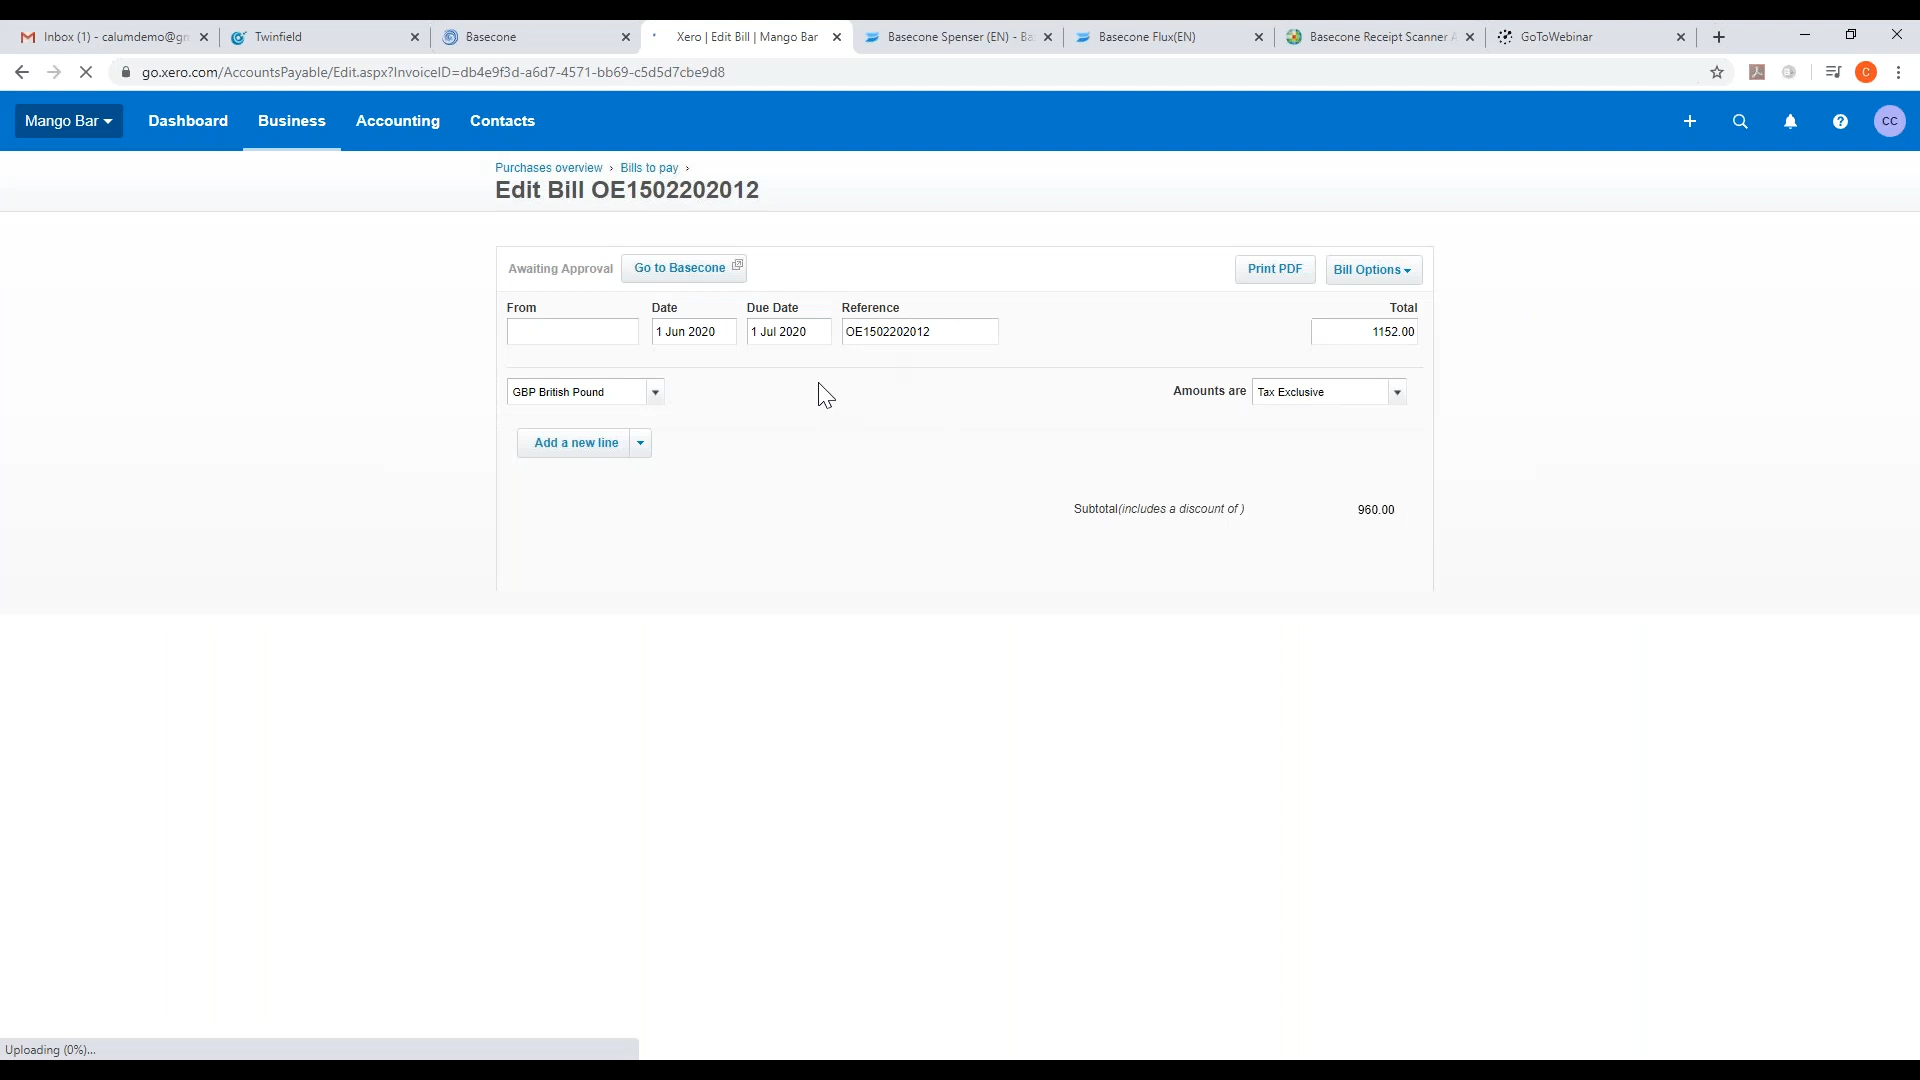 Inbox (1) - calumdemo@gm
Twinfield
Basecone
Xero | Edit Bill | Mango Bar
Basecone Spenser (EN) - Ba
Basecone Flux(EN)
Basecone Receipt Scanner A
GoToWebinar
go.xero.com/AccountsPayable/Edit.aspx?InvoiceID=db4e9f3d-a6d7-4571-bb69-c5d5d7cbe9d8
C
Mango Bar
Dashboard
Business
Accounting
Contacts
CC
Purchases overview › Bills to pay ›
Edit Bill OE1502202012
Awaiting Approval
Go to Basecone
Print PDF
Bill Options
From
Date
Due Date
Reference
Total
1 Jun 2020
1 Jul 2020
OE1502202012
1152.00
GBP British Pound
Amounts are
Tax Exclusive
Add a new line
Subtotal(includes a discount of )
960.00
Uploading (0%)...